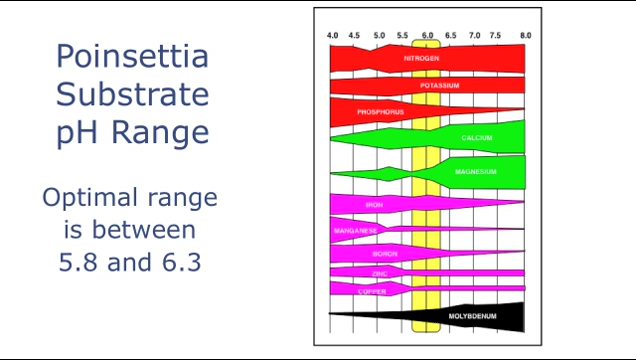 Poinsettia
Substrate
pH Range
Optimal range
is between
5.8 and 6.3
4.0 4.5 5.0 5.5 6.0 6.5 7.0 7.5 8.0
NITROGEN
POTASSIUM
PHOSPHORUS
CALCIUM
MAGNESIUM
IRON
MANGANESE
BORON
ZINC
COPPER
MOLYBDENUM